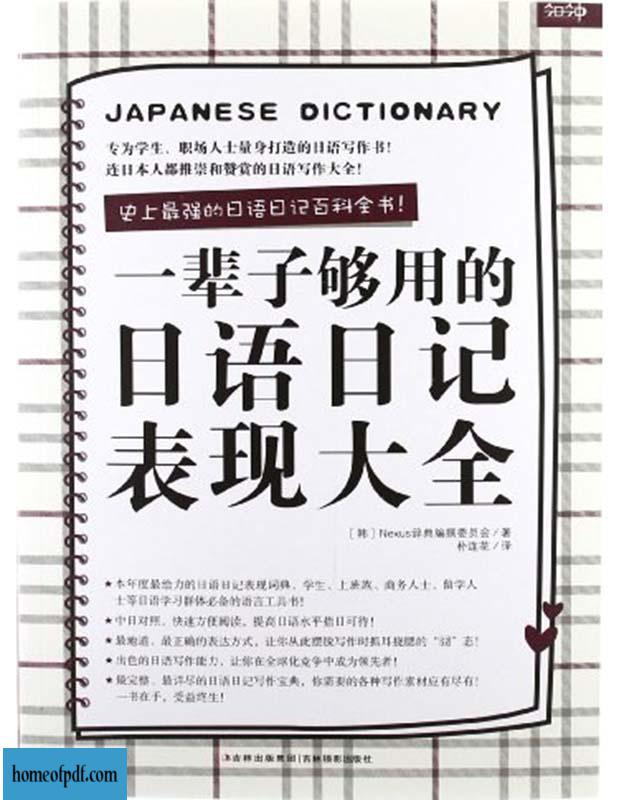 今日今中
JAPANESE DICTIONARY
专为学生、职场人士量身打造的日语写作书！
连日本人都推崇和赞赏的日语写作大全！
史上最强的日语日记百科全书！
一辈子够用的
日语日记
表现大全
［韩］Nexus辞典编撰委员会／著
朴连花／译
★本年度最给力的日语日记表现词典，学生、上班族、商务人士、留学人
士等日语学习群体必备的语言工具书！
★中日对照，快速方便阅读，提高日语水平指日可待！
★最地道、最正确的表达方式，让你从此摆脱写作时抓耳挠腮的“囧”态！
★出色的日语写作能力，让你在全球化竞争中成为领先者！
★最完整、最详尽的日语日记写作宝典，你需要的各种写作素材应有尽有！
一书在手，受益终生！
吉林出版集团 | 吉林摄影出版社
homeofpdf.com